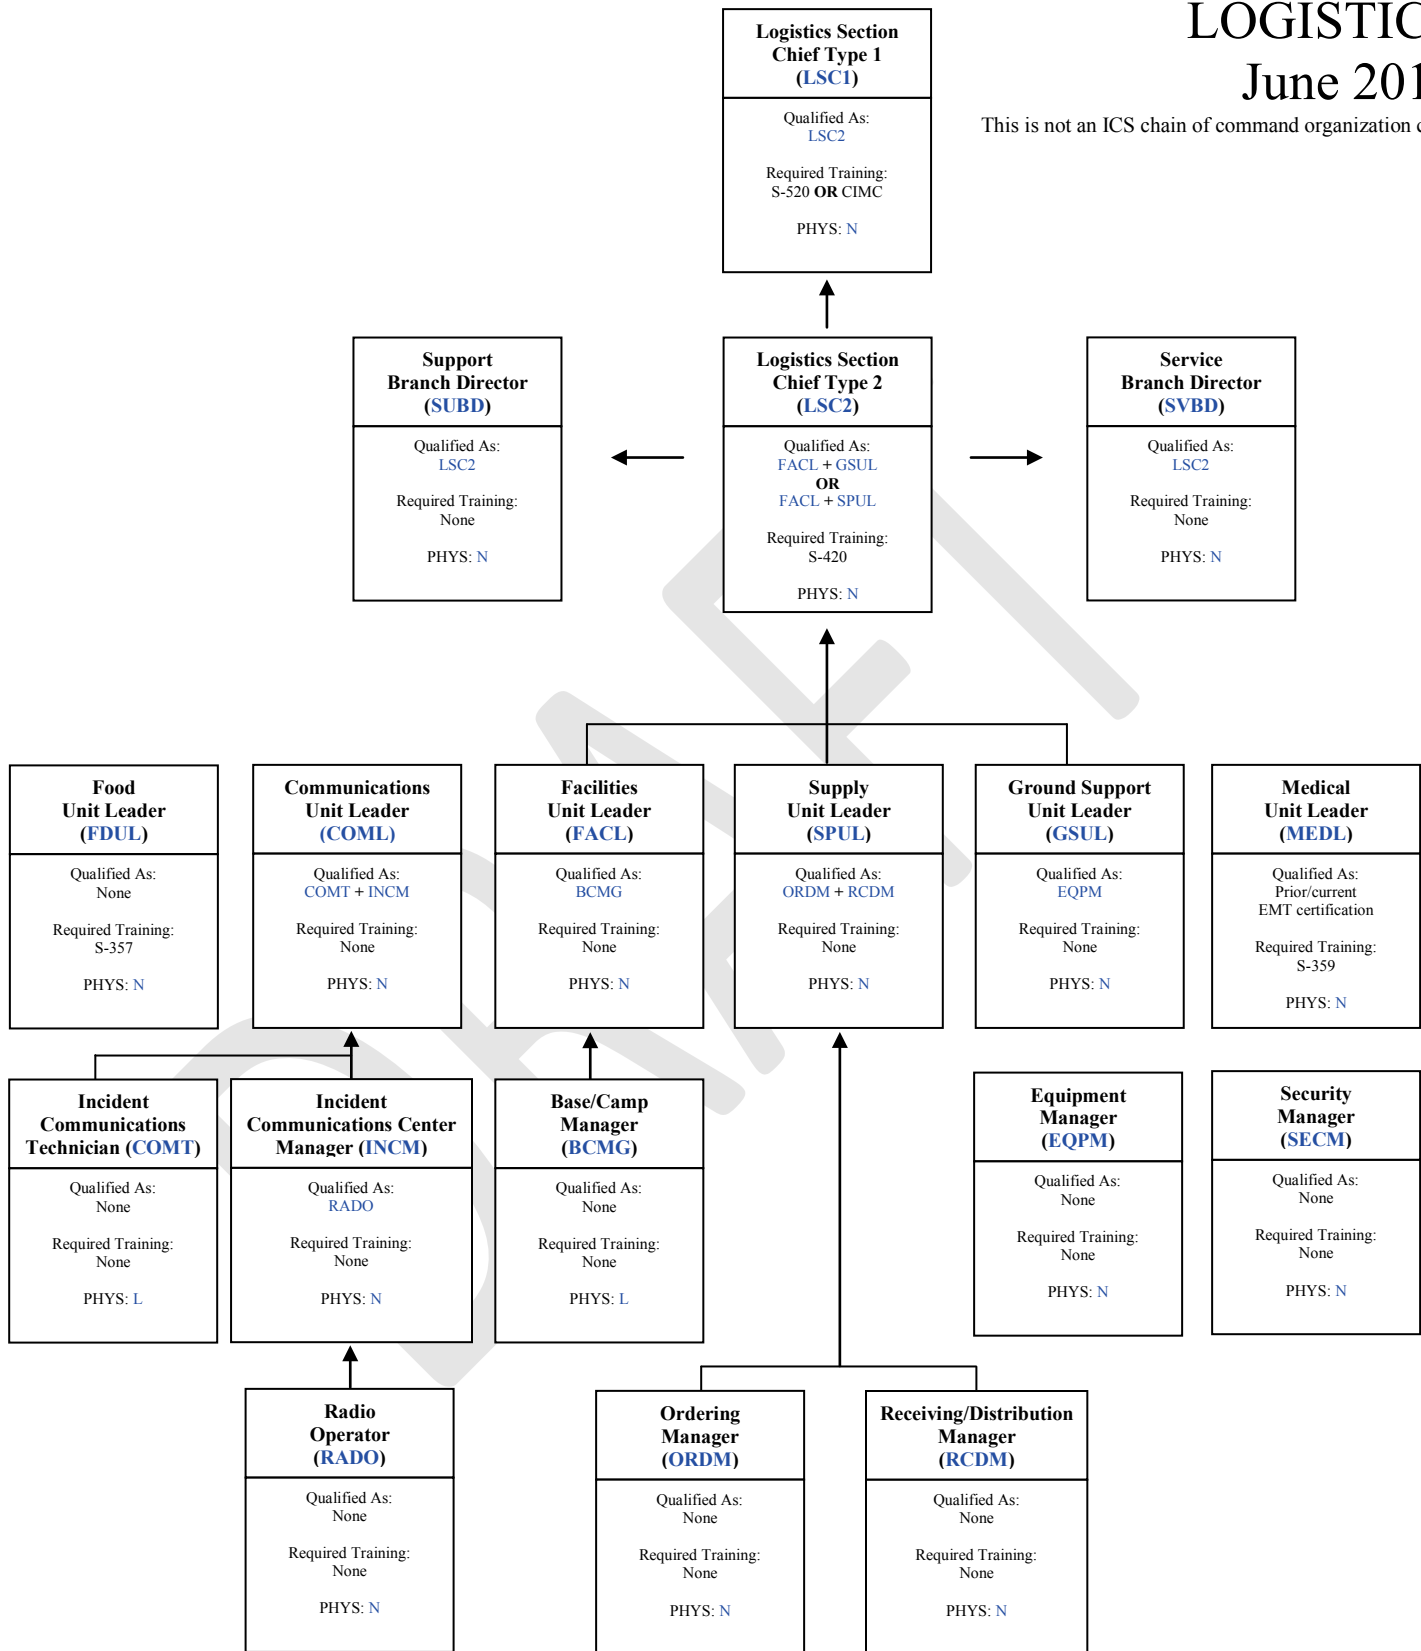 LOGISTIC
June 201
This is not an ICS chain of command organization c
Logistics Section
Chief Type 1
(LSC1)
Qualified As:
LSC2
Required Training:
S-520 OR CIMC
PHYS: N
Support
Branch Director
(SUBD)
Qualified As:
LSC2
Required Training:
None
PHYS: N
Logistics Section
Chief Type 2
(LSC2)
Qualified As:
FACL + GSUL
OR
FACL + SPUL
Required Training:
S-420
PHYS: N
Service
Branch Director
(SVBD)
Qualified As:
LSC2
Required Training:
None
PHYS: N
Food
Unit Leader
(FDUL)
Qualified As:
None
Required Training:
S-357
PHYS: N
Communications
Unit Leader
(COML)
Qualified As:
COMT + INCM
Required Training:
None
PHYS: N
Facilities
Unit Leader
(FACL)
Qualified As:
BCMG
Required Training:
None
PHYS: N
Supply
Unit Leader
(SPUL)
Qualified As:
ORDM + RCDM
Required Training:
None
PHYS: N
Ground Support
Unit Leader
(GSUL)
Qualified As:
EQPM
Required Training:
None
PHYS: N
Medical
Unit Leader
(MEDL)
Qualified As:
Prior/current
EMT certification
Required Training:
S-359
PHYS: N
Incident
Communications
Technician (COMT)
Qualified As:
None
Required Training:
None
PHYS: L
Incident
Communications Center
Manager (INCM)
Qualified As:
RADO
Required Training:
None
PHYS: N
Base/Camp
Manager
(BCMG)
Qualified As:
None
Required Training:
None
PHYS: L
Equipment
Manager
(EQPM)
Qualified As:
None
Required Training:
None
PHYS: N
Security
Manager
(SECM)
Qualified As:
None
Required Training:
None
PHYS: N
Radio
Operator
(RADO)
Qualified As:
None
Required Training:
None
PHYS: N
Ordering
Manager
(ORDM)
Qualified As:
None
Required Training:
None
PHYS: N
Receiving/Distribution
Manager
(RCDM)
Qualified As:
None
Required Training:
None
PHYS: N
DRAFT